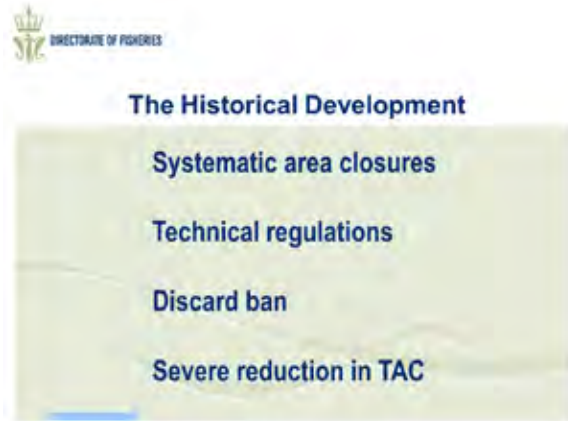 DIRECTORATE OF FISHERIES
The Historical Development
Systematic area closures
Technical regulations
Discard ban
Severe reduction in TAC